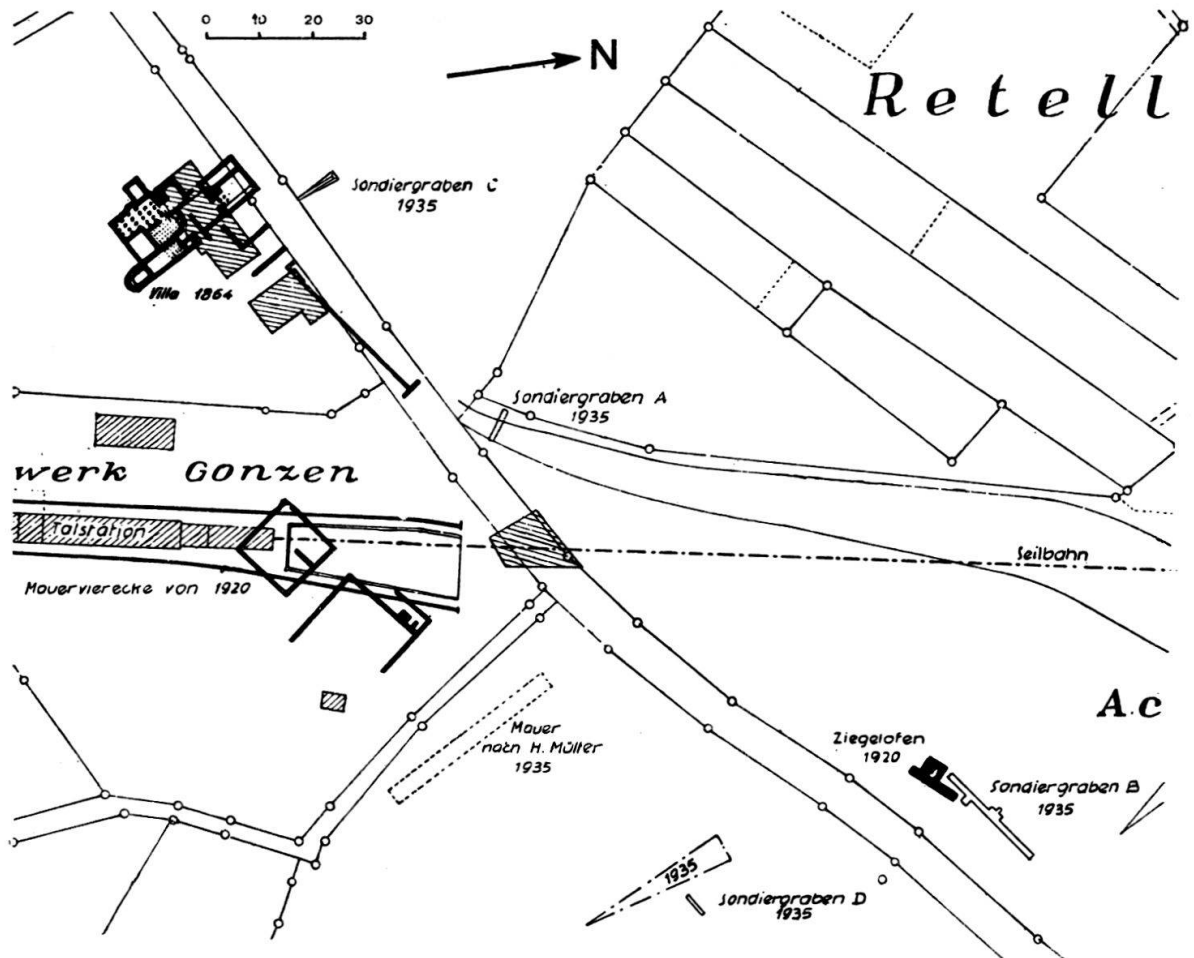 0 10 20 30
N
Retell
Sondiergraben C
1935
Villa 1864
Sondiergraben A
1935
werk Gonzen
Talstation
Seilbahn
Mauervierecke von 1920
A.c
Mauer
nach H. Müller
1935
Ziegelofen
1920
Sondiergraben B
1935
1935
Sondiergraben D
1935